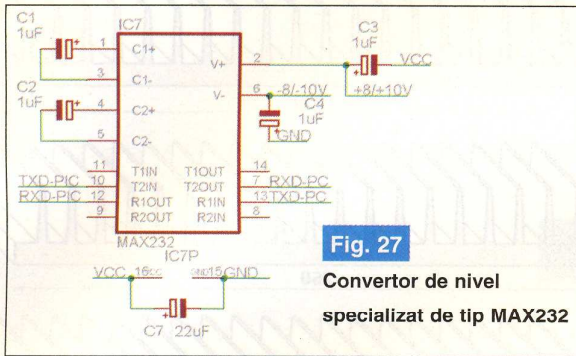 C1
1uF
IC7
1
C1+
3
C1-
C2
1uF
4
C2+
5
C2-
V+
2
C3
1uF
VCC
+8/+10V
V-
6
-8/-10V
C4
1uF
GND
11
T1IN
T1OUT
14
TXD-PIC
10
T2IN
T2OUT
7
RXD-PC
RXD-PIC
12
R1OUT
R1IN
13
TXD-PC
9
R2OUT
R2IN
8
MAX232
IC7P
VCC
16
GND
15
GND
C7
22uF
Fig. 27
Convertor de nivel
specializat de tip MAX232